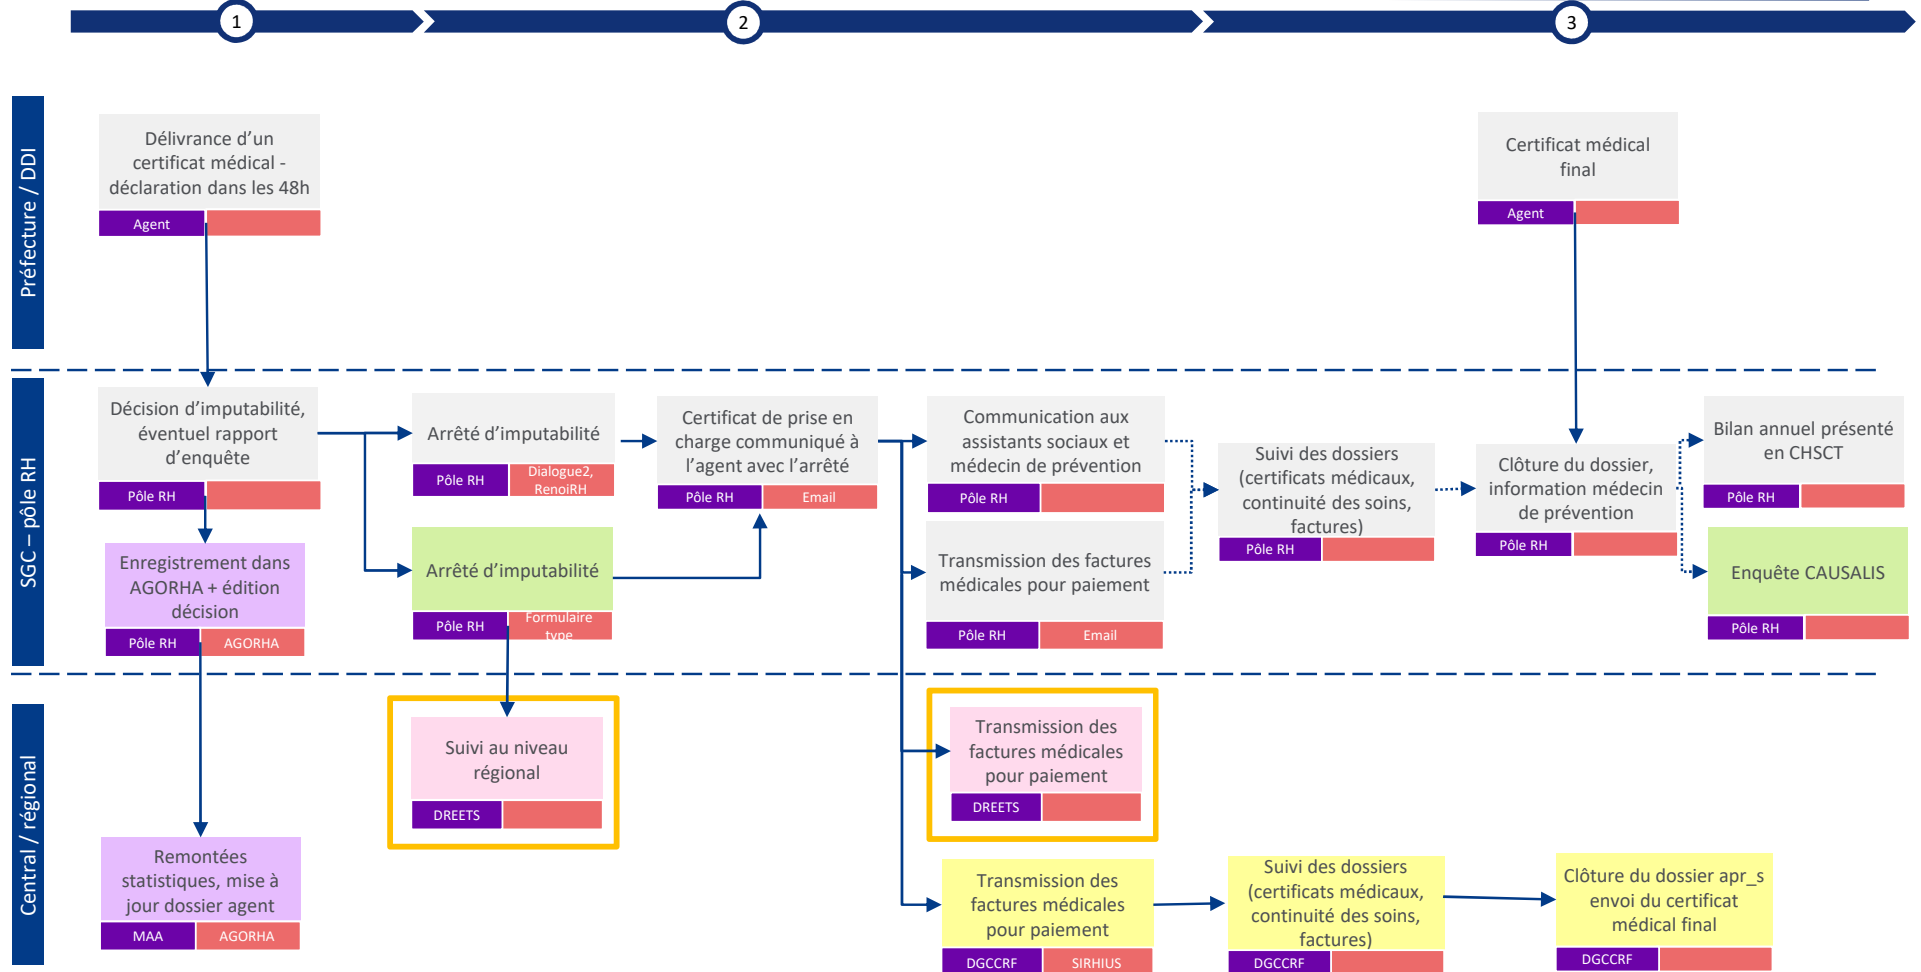 1
2
3
Préfecture / DDI
Délivrance d'un
certificat médical -
déclaration dans les 48h
Agent
Certificat médical
final
Agent
SGC – pôle RH
Décision d'imputabilité,
éventuel rapport
d'enquête
Pôle RH
Arrêté d'imputabilité
Pôle RH
Dialogue2,
RenoiRH
Certificat de prise en
charge communiqué à
l'agent avec l'arrêté
Pôle RH
Email
Communication aux
assistants sociaux et
médecin de prévention
Pôle RH
Suivi des dossiers
(certificats médicaux,
continuité des soins,
factures)
Pôle RH
Clôture du dossier,
information médecin
de prévention
Pôle RH
Bilan annuel présenté
en CHSCT
Pôle RH
Enregistrement dans
AGORHA + édition
décision
Pôle RH
AGORHA
Arrêté d'imputabilité
Pôle RH
Formulaire
type
Transmission des factures
médicales pour paiement
Pôle RH
Email
Enquête CAUSALIS
Pôle RH
Central / régional
Suivi au niveau
régional
DREETS
Transmission des
factures médicales
pour paiement
DREETS
Remontées
statistiques, mise à
jour dossier agent
MAA
AGORHA
Transmission des
factures médicales
pour paiement
DGCCRF
SIRHIUS
Suivi des dossiers
(certificats médicaux,
continuité des soins,
factures)
DGCCRF
Clôture du dossier apr_s
envoi du certificat
médical final
DGCCRF